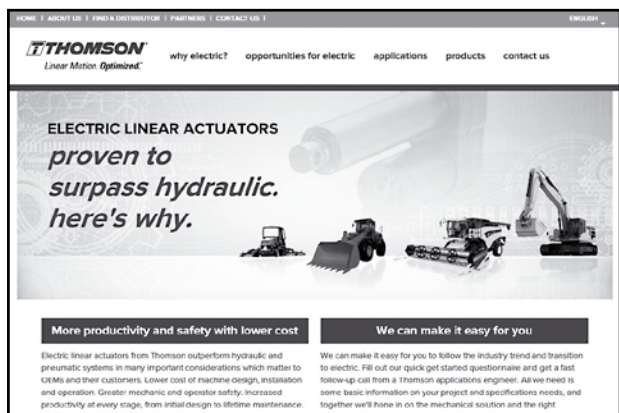 HOME | ABOUT US | FIND A DISTRIBUTOR | PARTNERS | CONTACT US |
ENGLISH
THOMSON
Linear Motion. Optimized.™
why electric? opportunities for electric applications products contact us
ELECTRIC LINEAR ACTUATORS
proven to
surpass hydraulic.
here's why.
More productivity and safety with lower cost
Electric linear actuators from Thomson outperform hydraulic and
pneumatic systems in many important considerations which matter to
OEMs and their customers. Lower cost of machine design, installation
and operation. Greater mechanic and operator safety. Increased
productivity at every stage, from initial design to lifetime maintenance.
We can make it easy for you
We can make it easy for you to follow the industry trend and transition
to electric. Fill out our quick get started questionnaire and get a fast
follow-up call from a Thomson applications engineer. All we need is
some basic information on your project and specifications needs, and
together we'll hone in on the mechanical solution and the right